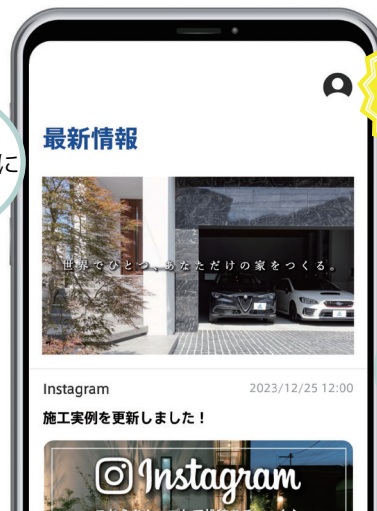 最新情報
に
世界でひとつ、あなただけの家をつくる。
Instagram 2023/12/25 12:00
施工実例を更新しました！
Instagram